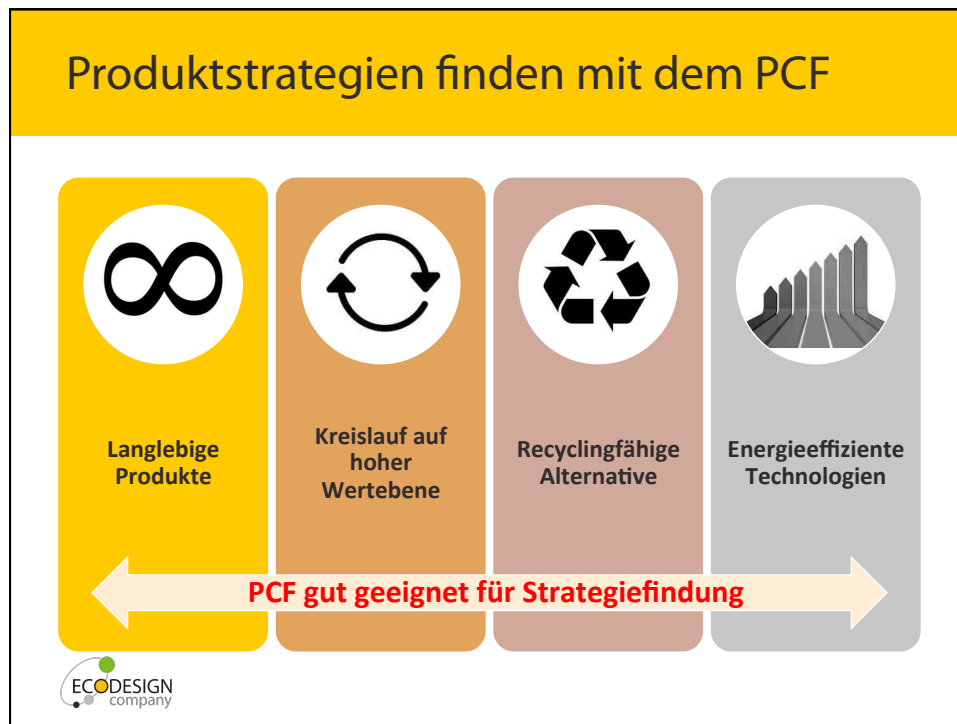 Produktstrategien finden mit dem PCF
Langlebige
Produkte
Kreislauf auf
hoher
Wertebene
Recyclingfähige
Alternative
Energieeffiziente
Technologien
PCF gut geeignet für Strategiefindung
ECODESIGN
company